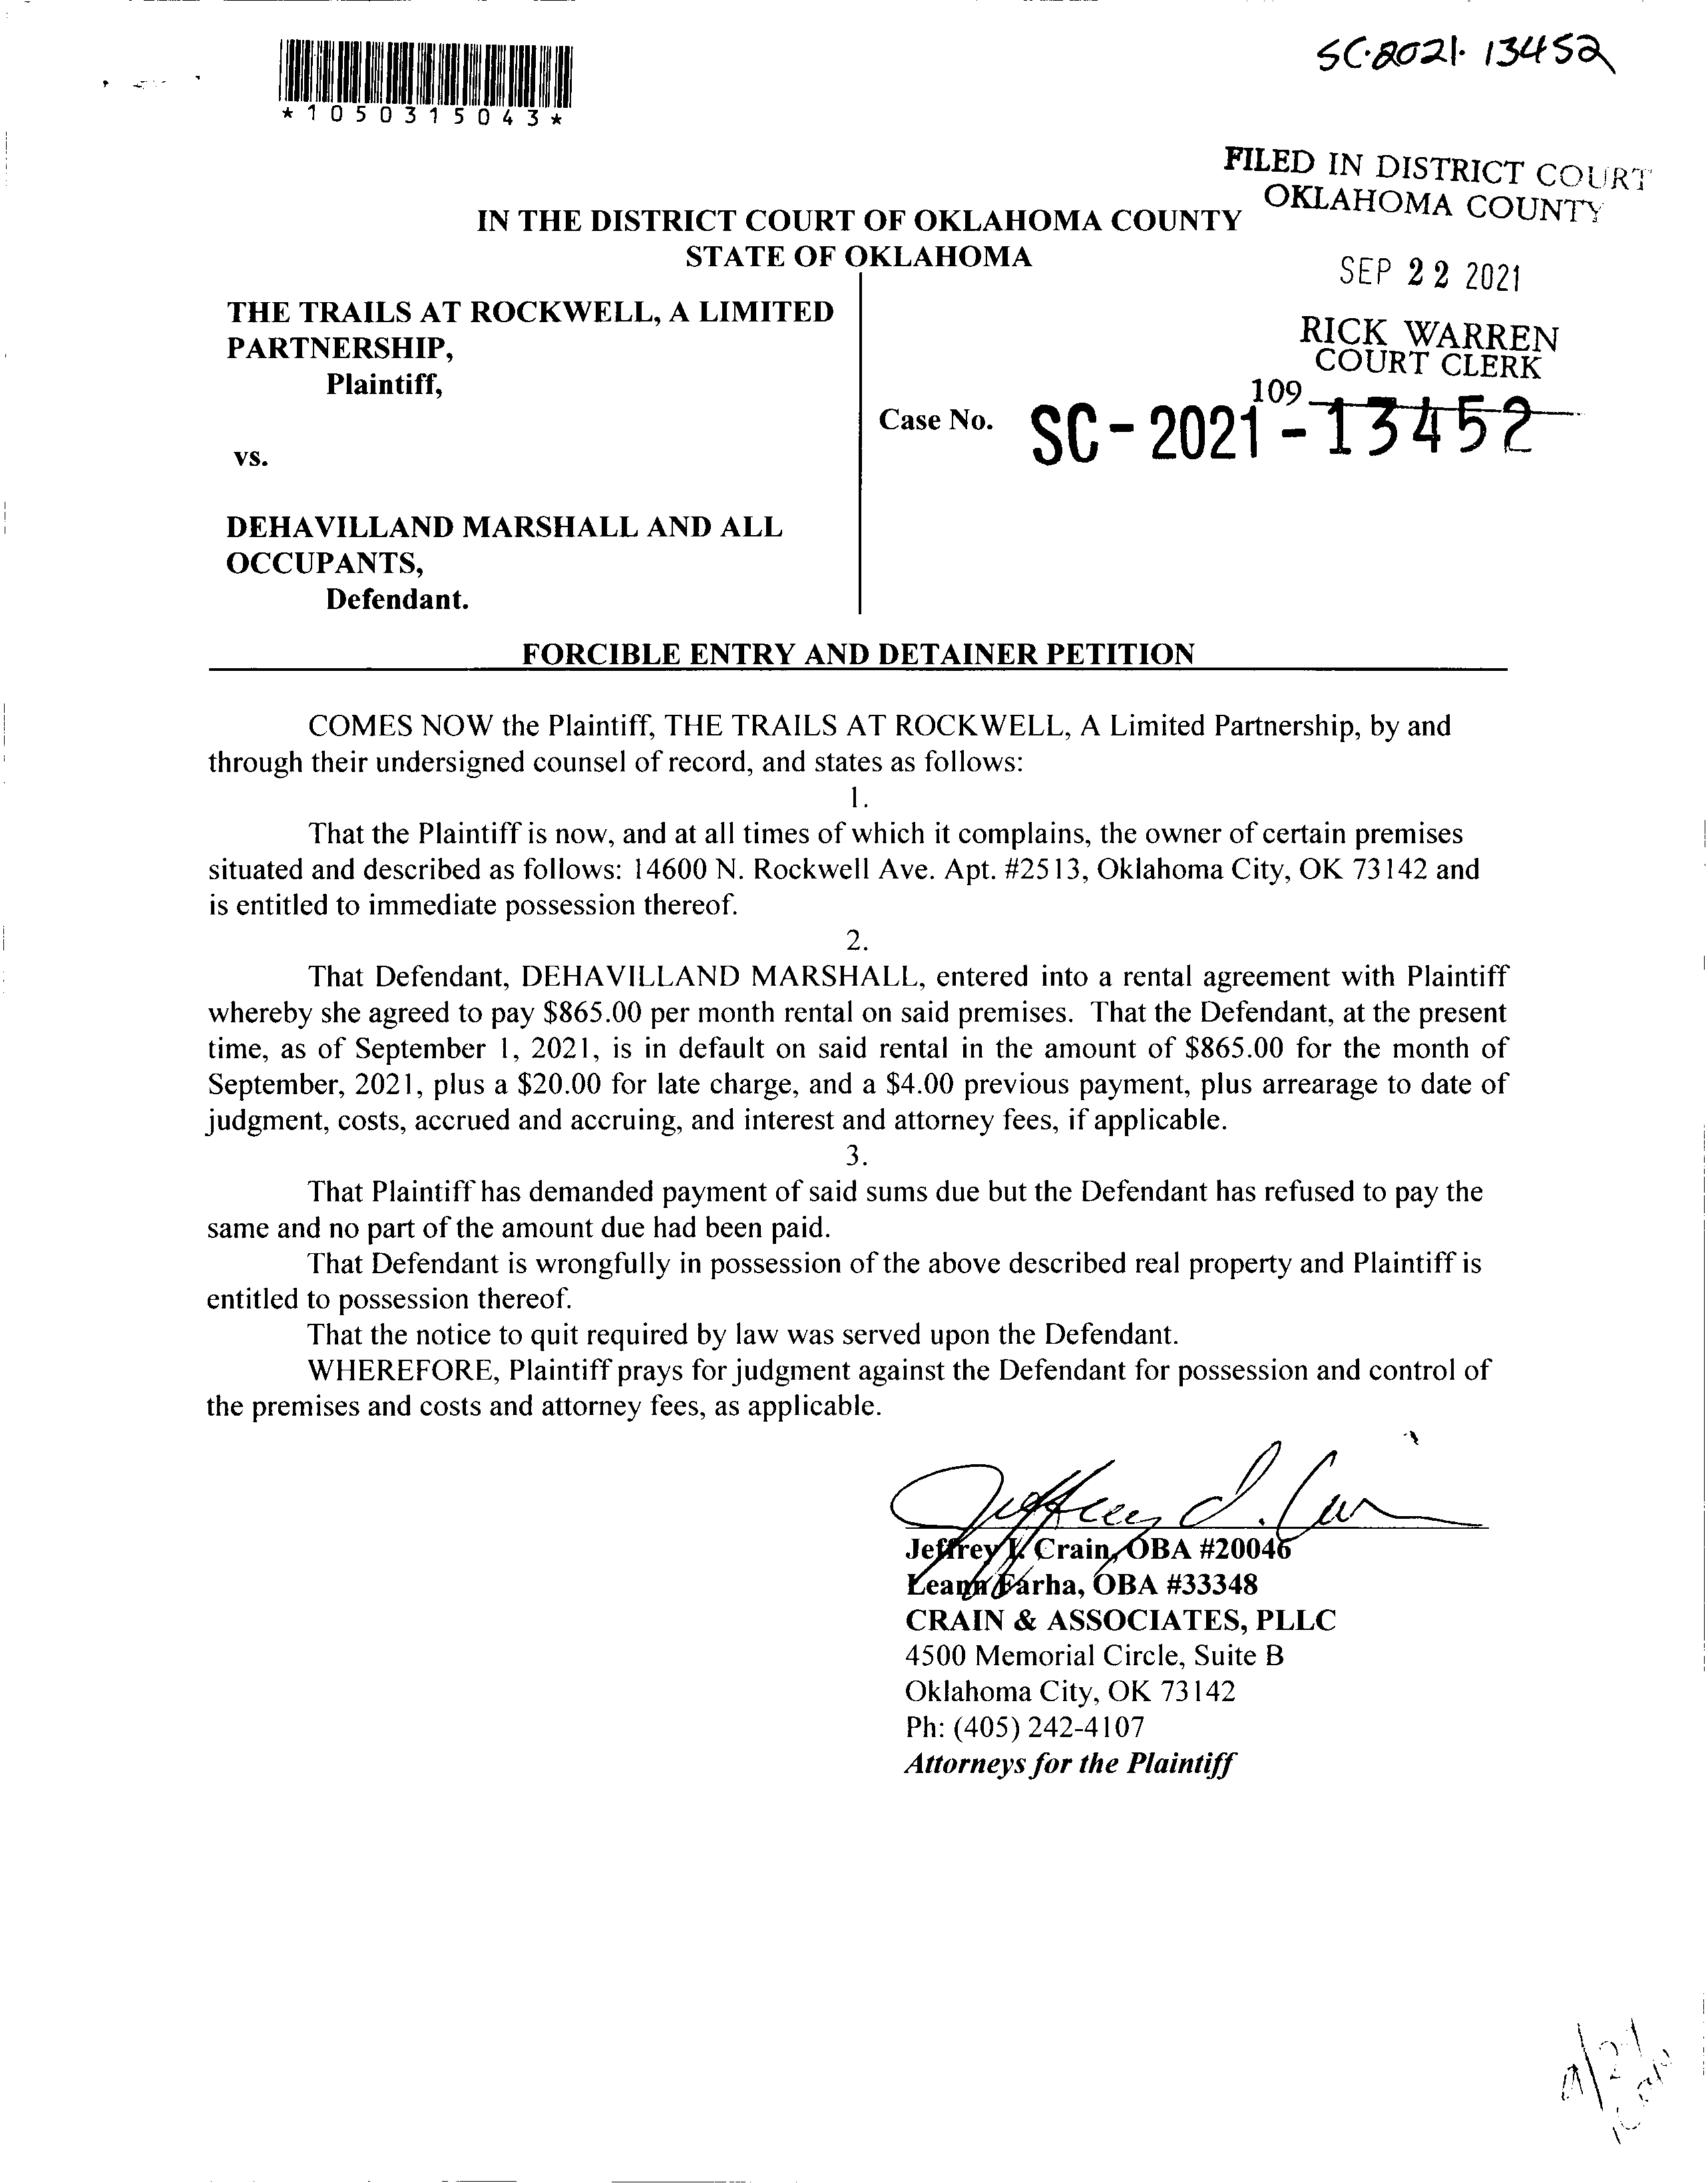 SC-2021-13452
*1050315043*
FILED IN DISTRICT COURT
OKLAHOMA COUNTY
IN THE DISTRICT COURT OF OKLAHOMA COUNTY
STATE OF OKLAHOMA
SEP 22 2021
THE TRAILS AT ROCKWELL, A LIMITED
PARTNERSHIP,
Plaintiff,
RICK WARREN
COURT CLERK
109
Case No. SC-2021-13452
vs.
DEHAVILLAND MARSHALL AND ALL
OCCUPANTS,
Defendant.
FORCIBLE ENTRY AND DETAINER PETITION
COMES NOW the Plaintiff, THE TRAILS AT ROCKWELL, A Limited Partnership, by and
through their undersigned counsel of record, and states as follows:
1.
That the Plaintiff is now, and at all times of which it complains, the owner of certain premises
situated and described as follows: 14600 N. Rockwell Ave. Apt. #2513, Oklahoma City, OK 73142 and
is entitled to immediate possession thereof.
2.
That Defendant, DEHAVILLAND MARSHALL, entered into a rental agreement with Plaintiff
whereby she agreed to pay $865.00 per month rental on said premises. That the Defendant, at the present
time, as of September 1, 2021, is in default on said rental in the amount of $865.00 for the month of
September, 2021, plus a $20.00 for late charge, and a $4.00 previous payment, plus arrearage to date of
judgment, costs, accrued and accruing, and interest and attorney fees, if applicable.
3.
That Plaintiff has demanded payment of said sums due but the Defendant has refused to pay the
same and no part of the amount due had been paid.
That Defendant is wrongfully in possession of the above described real property and Plaintiff is
entitled to possession thereof.
That the notice to quit required by law was served upon the Defendant.
WHEREFORE, Plaintiff prays for judgment against the Defendant for possession and control of
the premises and costs and attorney fees, as applicable.
Jeffrey I. Crain, OBA #20046
Leann Farha, OBA #33348
CRAIN & ASSOCIATES, PLLC
4500 Memorial Circle, Suite B
Oklahoma City, OK 73142
Ph: (405) 242-4107
Attorneys for the Plaintiff